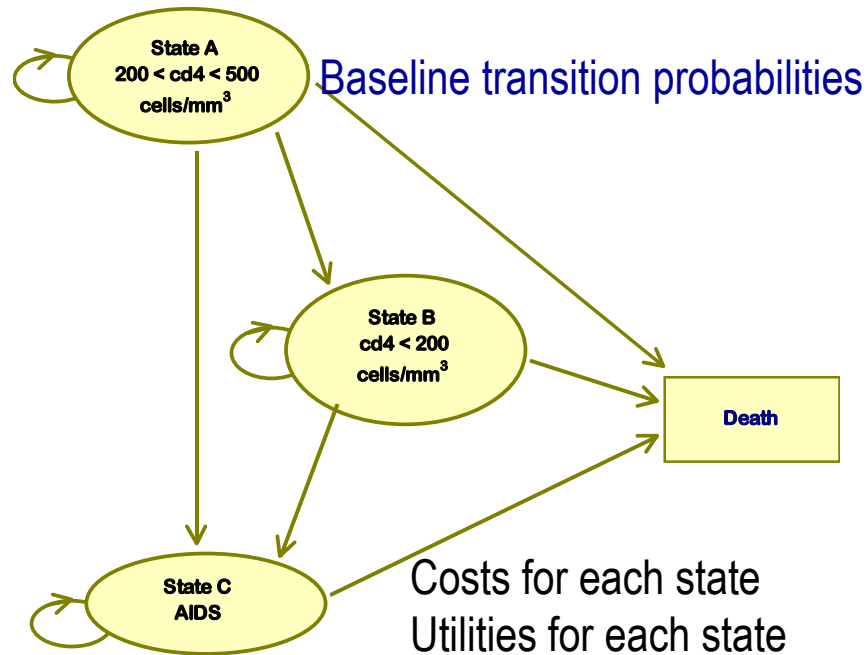 State A
200 < cd4 < 500
cells/mm³
Baseline transition probabilities
State B
cd4 < 200
cells/mm³
Death
State C
AIDS
Costs for each state
Utilities for each state